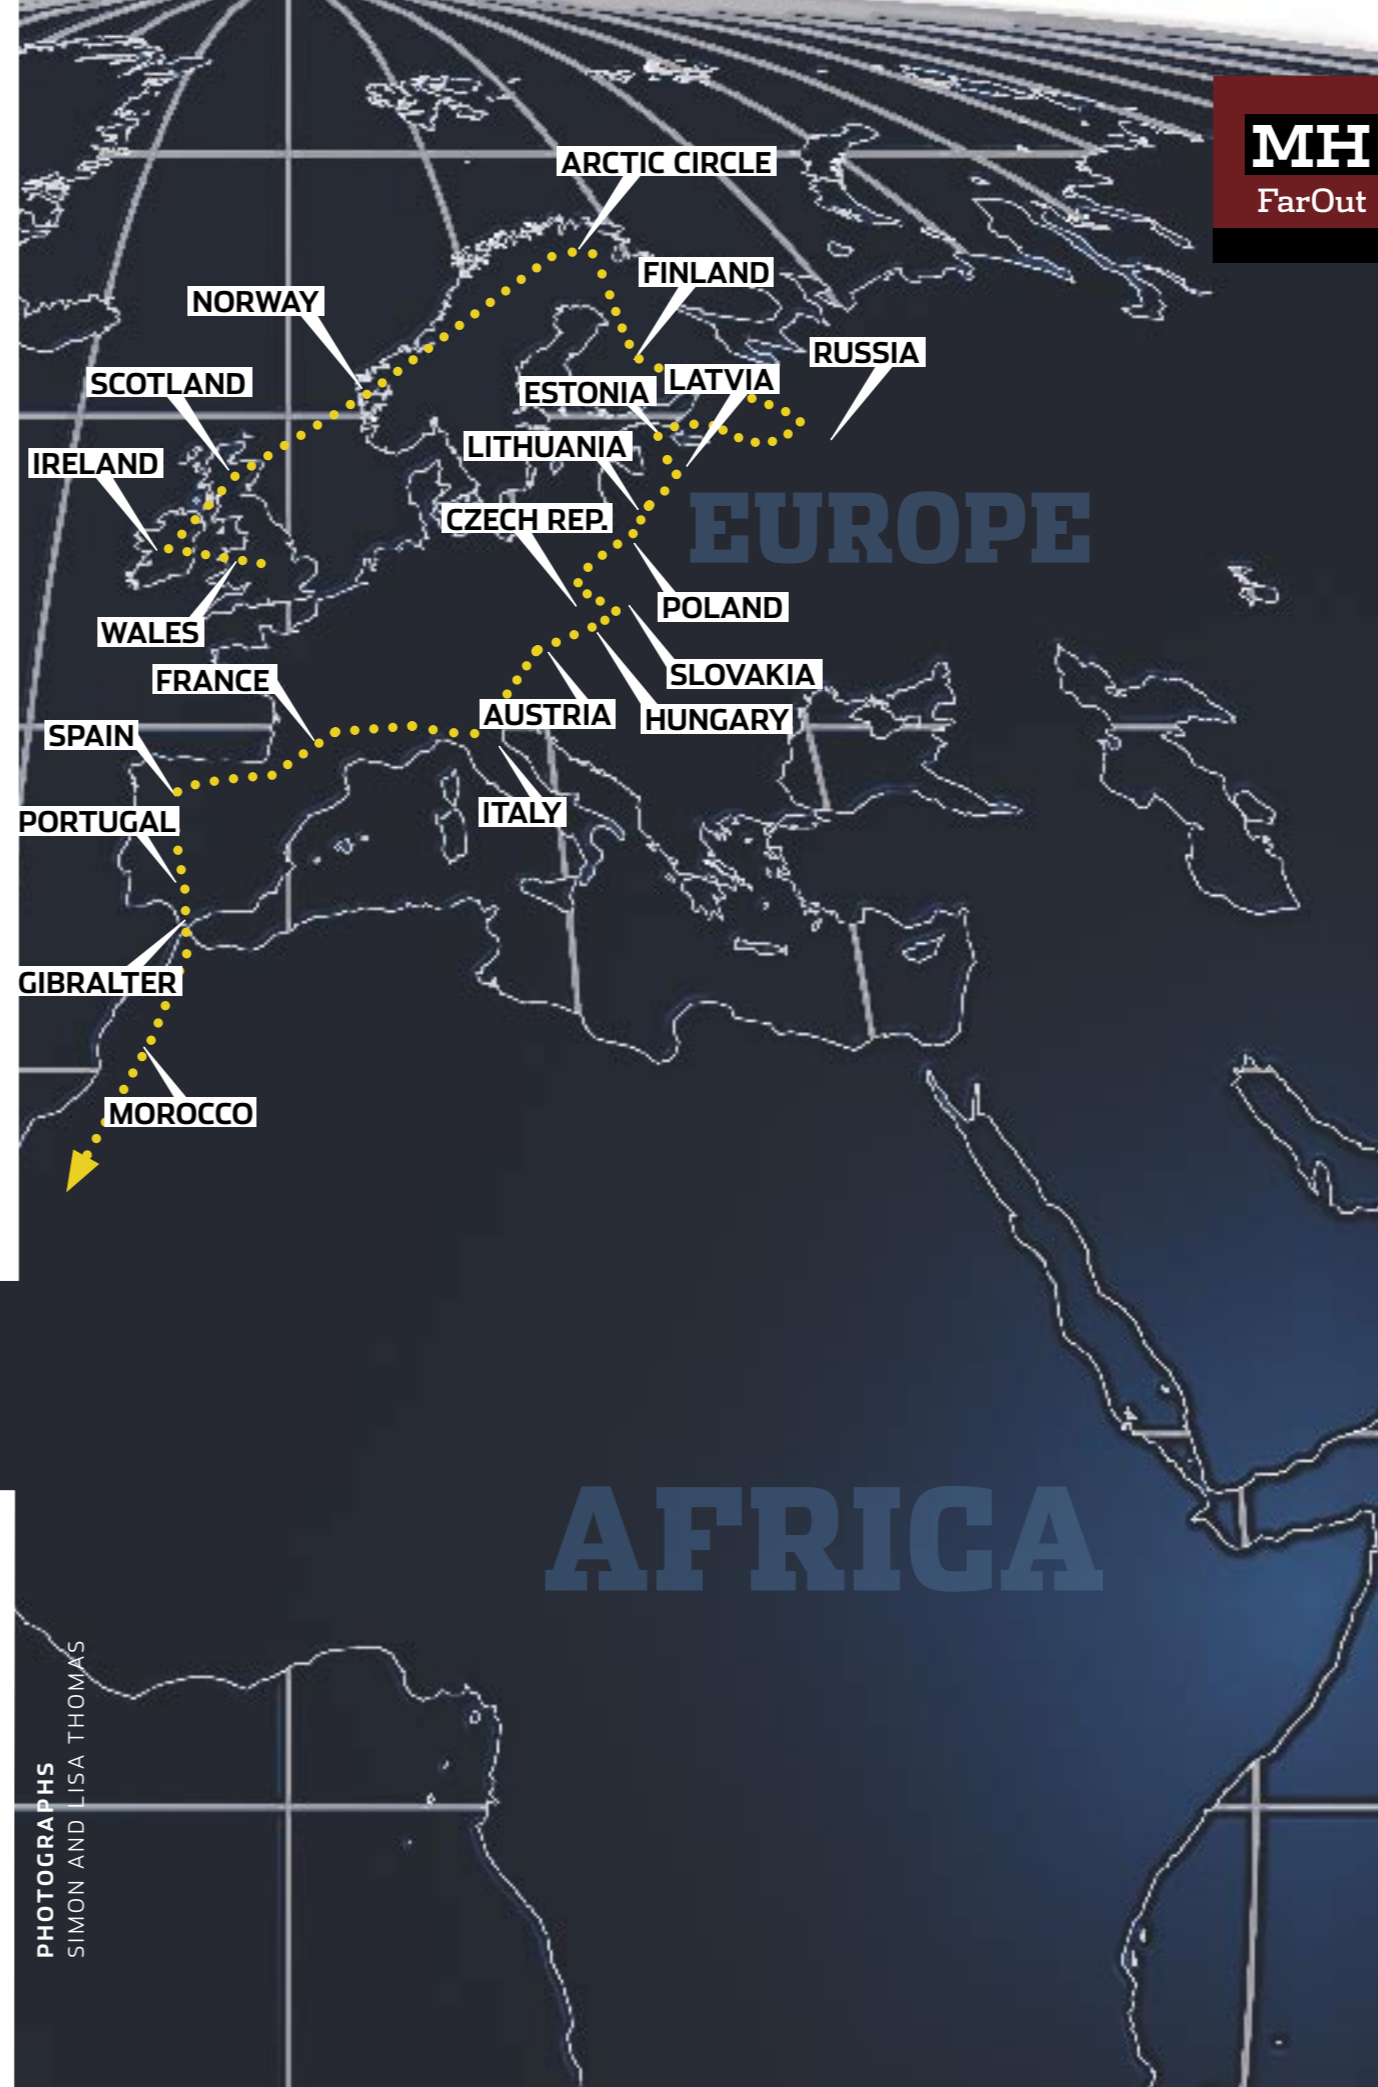 MH
FarOut
ARCTIC CIRCLE
FINLAND
NORWAY
RUSSIA
SCOTLAND
LATVIA
ESTONIA
LITHUANIA
IRELAND
CZECH REP.
EUROPE
POLAND
WALES
SLOVAKIA
FRANCE
AUSTRIA
HUNGARY
SPAIN
ITALY
PORTUGAL
GIBRALTER
MOROCCO
AFRICA
PHOTOGRAPHS
SIMON AND LISA THOMAS